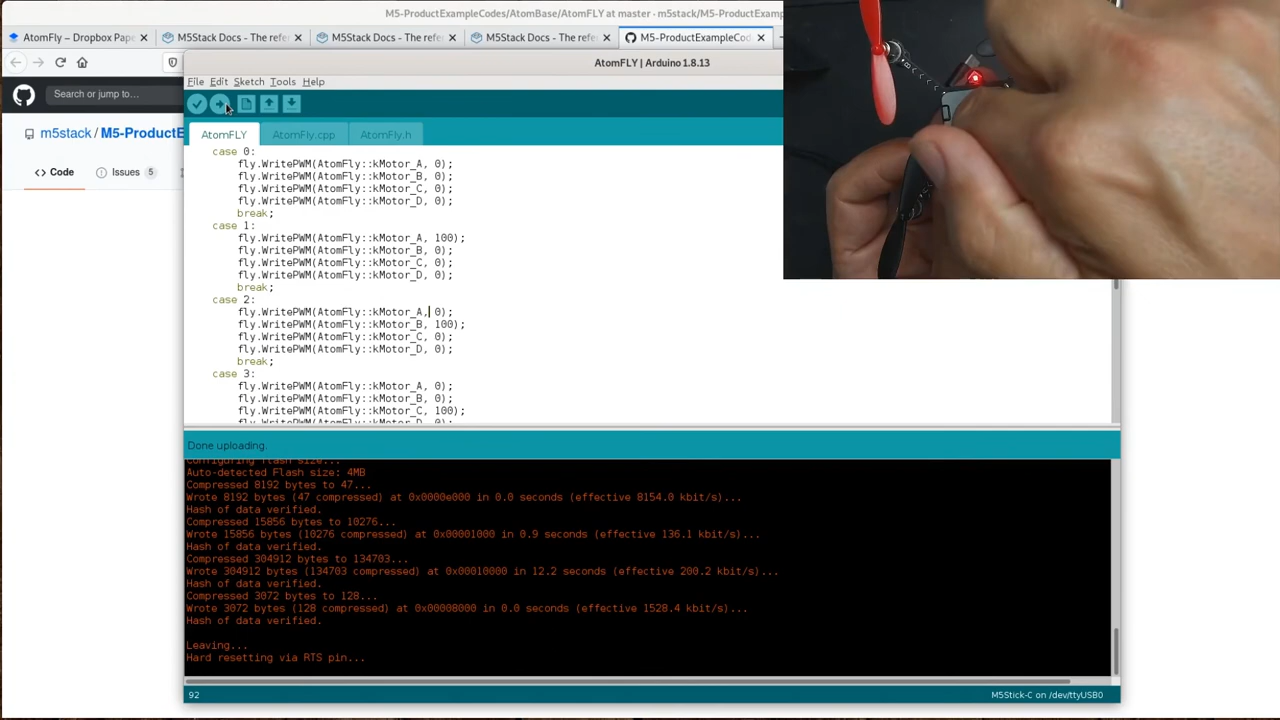 M5-ProductExampleCodes/AtomBase/AtomFLY at master · m5stack/M5-ProductExamp
AtomFly – Dropbox Pape
M5Stack Docs - The refe
M5Stack Docs - The refe
M5Stack Docs - The refe
M5-ProductExampleCod
AtomFLY | Arduino 1.8.13
File Edit Sketch Tools Help
Search or jump to...
m5stack / M5-ProductE
Code
Issues 5
AtomFLY
AtomFly.cpp
AtomFly.h
case 0:
fly.WritePWM(AtomFly::kMotor_A, 0);
fly.WritePWM(AtomFly::kMotor_B, 0);
fly.WritePWM(AtomFly::kMotor_C, 0);
fly.WritePWM(AtomFly::kMotor_D, 0);
break;
case 1:
fly.WritePWM(AtomFly::kMotor_A, 100);
fly.WritePWM(AtomFly::kMotor_B, 0);
fly.WritePWM(AtomFly::kMotor_C, 0);
fly.WritePWM(AtomFly::kMotor_D, 0);
break;
case 2:
fly.WritePWM(AtomFly::kMotor_A, 0);
fly.WritePWM(AtomFly::kMotor_B, 100);
fly.WritePWM(AtomFly::kMotor_C, 0);
fly.WritePWM(AtomFly::kMotor_D, 0);
break;
case 3:
fly.WritePWM(AtomFly::kMotor_A, 0);
fly.WritePWM(AtomFly::kMotor_B, 0);
fly.WritePWM(AtomFly::kMotor_C, 100);
fly.WritePWM(AtomFly::kMotor_D, 0);
Done uploading.
Configuring flash size...
Auto-detected Flash size: 4MB
Compressed 8192 bytes to 47...
Wrote 8192 bytes (47 compressed) at 0x0000e000 in 0.0 seconds (effective 8154.0 kbit/s)...
Hash of data verified.
Compressed 15856 bytes to 10276...
Wrote 15856 bytes (10276 compressed) at 0x00001000 in 0.9 seconds (effective 136.1 kbit/s)...
Hash of data verified.
Compressed 304912 bytes to 134703...
Wrote 304912 bytes (134703 compressed) at 0x00010000 in 12.2 seconds (effective 200.2 kbit/s)...
Hash of data verified.
Compressed 3072 bytes to 128...
Wrote 3072 bytes (128 compressed) at 0x00008000 in 0.0 seconds (effective 1528.4 kbit/s)...
Hash of data verified.
Leaving...
Hard resetting via RTS pin...
92
M5Stick-C on /dev/ttyUSB0